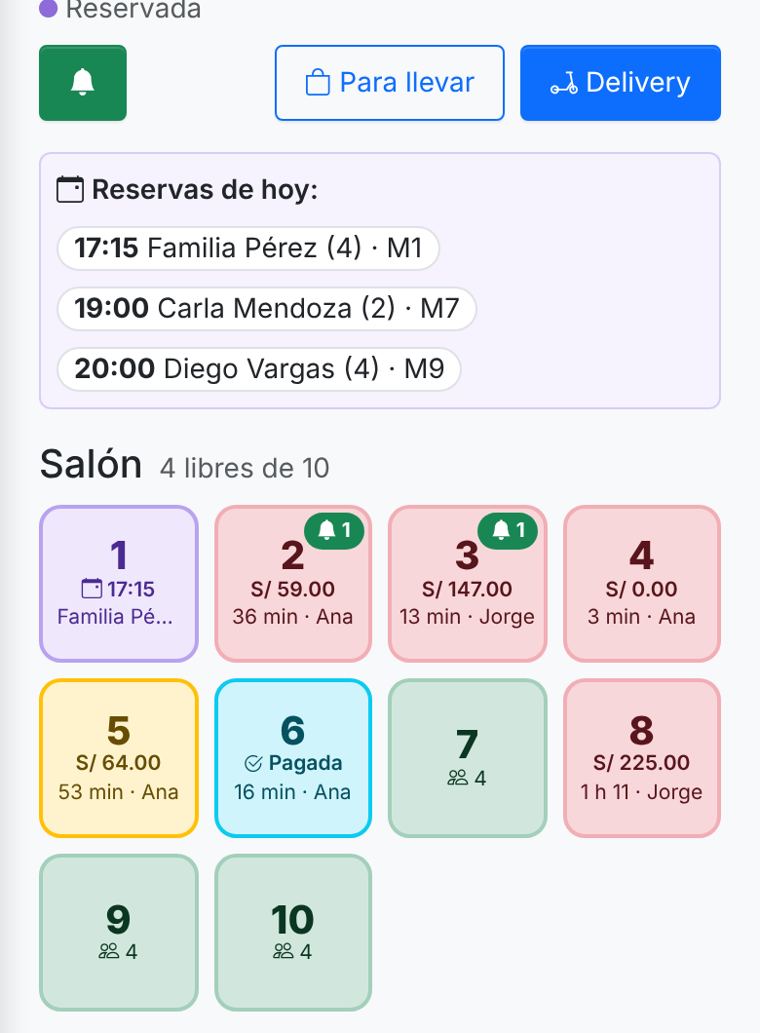 Reservada
Para llevar Delivery
Reservas de hoy:
17:15 Familia Pérez (4) · M1
19:00 Carla Mendoza (2) · M7
20:00 Diego Vargas (4) · M9
Salón 4 libres de 10
1
17:15
Familia Pé...
1
2
S/ 59.00
36 min · Ana
1
3
S/ 147.00
13 min · Jorge
4
S/ 0.00
3 min · Ana
5
S/ 64.00
53 min · Ana
6
Pagada
16 min · Ana
7
4
8
S/ 225.00
1 h 11 · Jorge
9
4
10
4